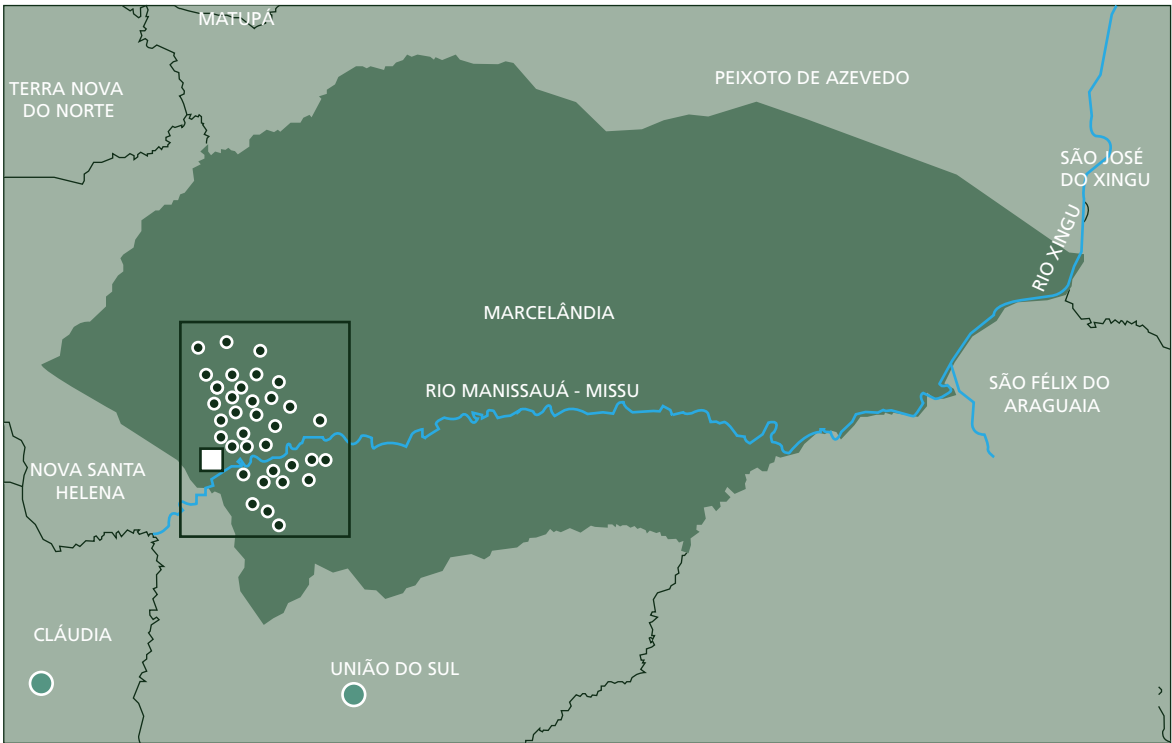 MATUPÁ
TERRA NOVA
DO NORTE
PEIXOTO DE AZEVEDO
SÃO JOSÉ
DO XINGU
RIO XINGU
MARCELÂNDIA
RIO MANISSAUÁ - MISSU
SÃO FÉLIX DO
ARAGUAIA
NOVA SANTA
HELENA
CLÁUDIA
UNIÃO DO SUL